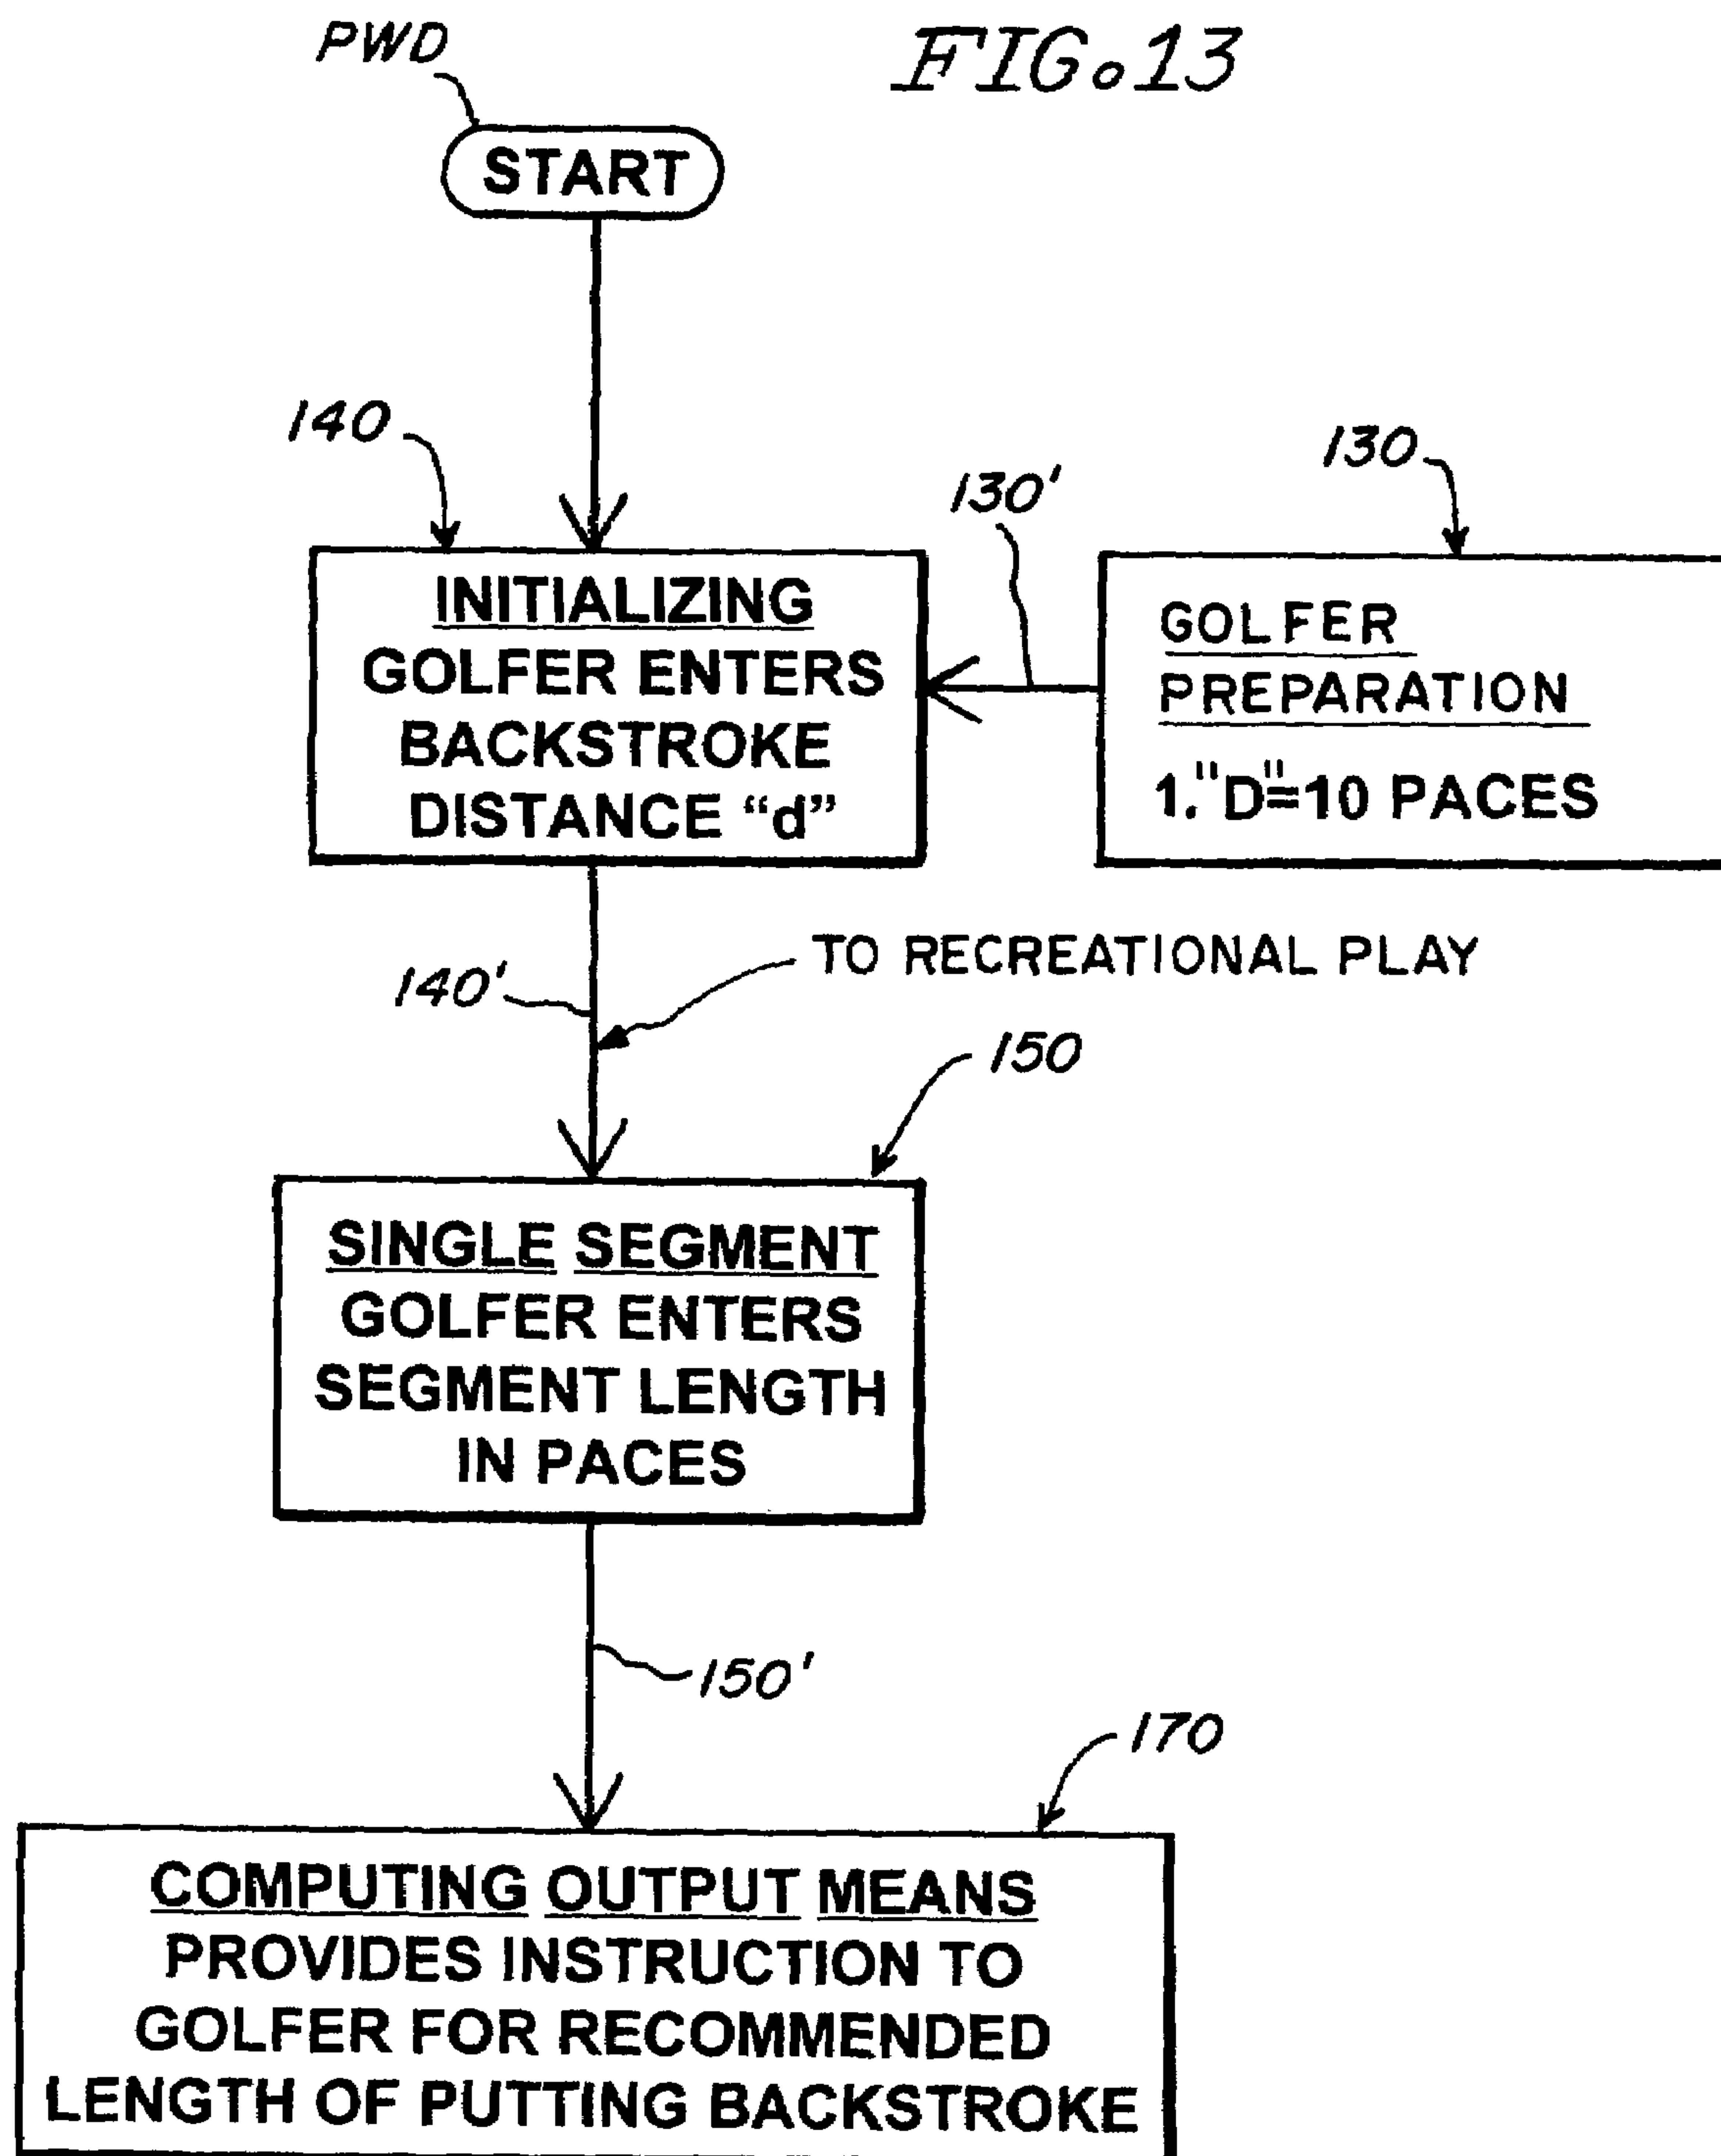 PWD
FIG. 13
START
140
130'
130
INITIALIZING
GOLFER ENTERS
BACKSTROKE
DISTANCE “d”
GOLFER
PREPARATION
1."D"=10 PACES
TO RECREATIONAL PLAY
140'
150
SINGLE SEGMENT
GOLFER ENTERS
SEGMENT LENGTH
IN PACES
150'
170
COMPUTING OUTPUT MEANS
PROVIDES INSTRUCTION TO
GOLFER FOR RECOMMENDED
LENGTH OF PUTTING BACKSTROKE